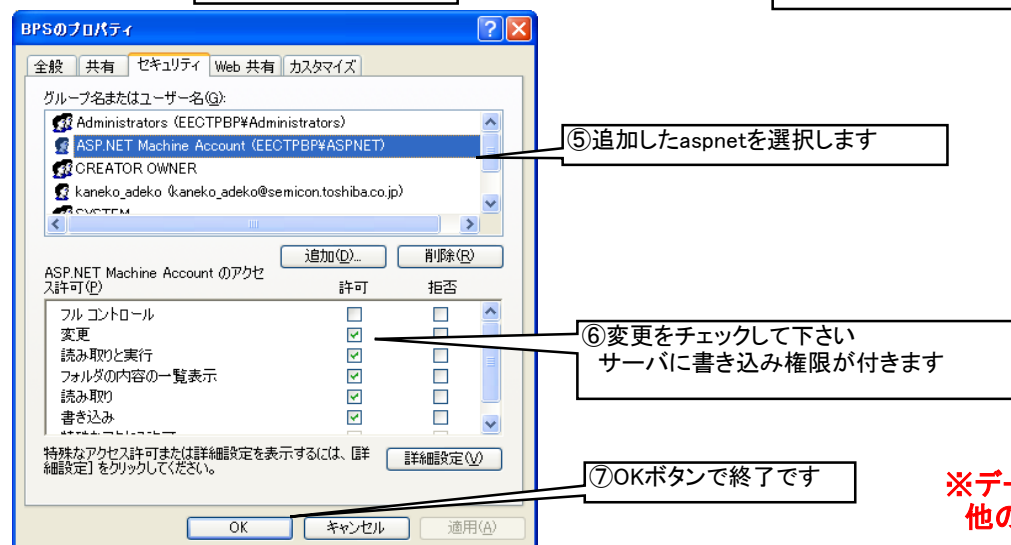 BPSのプロパティ
全般 共有 セキュリティ Web 共有 カスタマイズ
グループ名またはユーザー名(G):
Administrators (EECTPBP¥Administrators)
ASP.NET Machine Account (EECTPBP¥ASPNET)
CREATOR OWNER
kaneko_adeko (kaneko_adeko@semicon.toshiba.co.jp)
SYSTEM
⑤追加したaspnetを選択します
追加(D)... 削除(R)
ASP.NET Machine Account のアクセ
ス許可(P) 許可 拒否
フル コントロール
変更
読み取りと実行
フォルダの内容の一覧表示
読み取り
書き込み
特殊なアクセス許可
⑥変更をチェックして下さい
サーバに書き込み権限が付きます
特殊なアクセス許可または詳細設定を表示するには、[詳
細設定] をクリックしてください。
詳細設定(V)
⑦OKボタンで終了です
※デー
他の
OK キャンセル 適用(A)